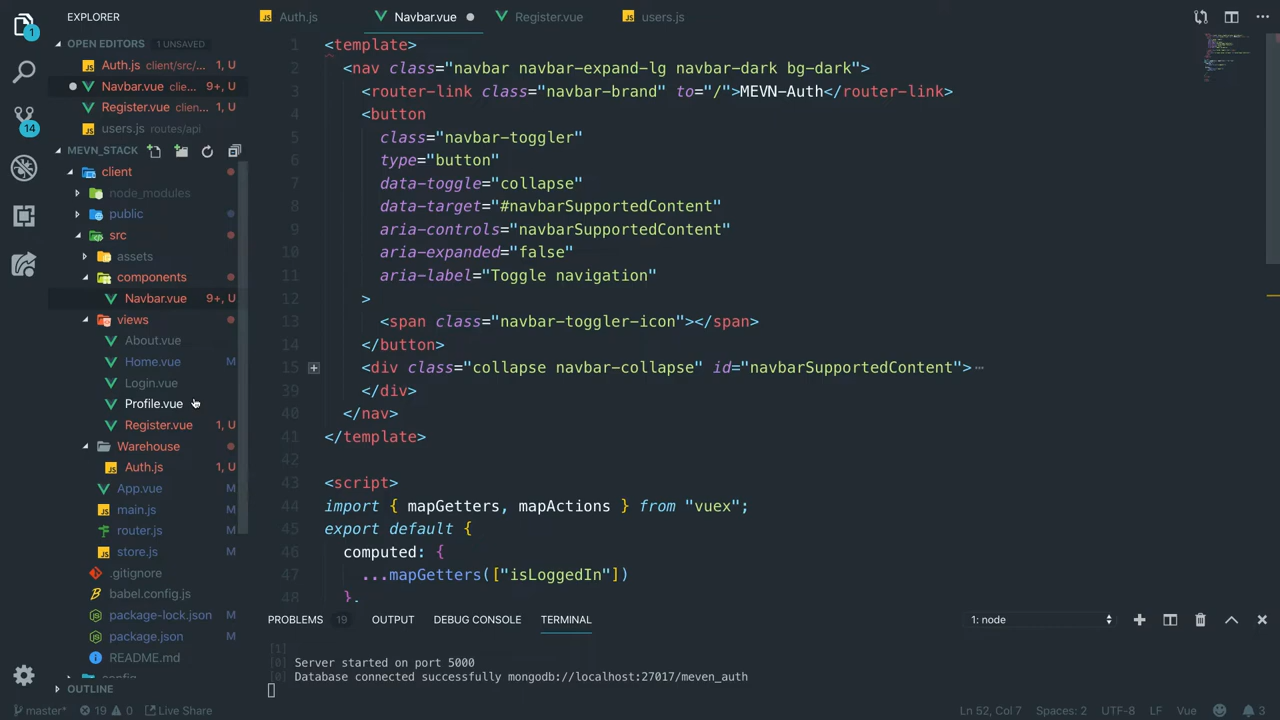 EXPLORER
OPEN EDITORS 1 UNSAVED
Auth.js client/src/... 1, U
Navbar.vue clie... 9+, U
Register.vue clien... 1, U
users.js routes/api
MEVN_STACK
client
node_modules
public
src
assets
components
Navbar.vue 9+, U
views
About.vue
Home.vue M
Login.vue
Profile.vue
Register.vue 1, U
Warehouse
Auth.js 1, U
App.vue M
main.js M
router.js M
store.js M
.gitignore
babel.config.js
package-lock.json M
package.json M
README.md
OUTLINE
1
14
Auth.js Navbar.vue Register.vue users.js
1 <template>
2 <nav class="navbar navbar-expand-lg navbar-dark bg-dark">
3 <router-link class="navbar-brand" to="/">MEVN-Auth</router-link>
4 <button
5 class="navbar-toggler"
6 type="button"
7 data-toggle="collapse"
8 data-target="#navbarSupportedContent"
9 aria-controls="navbarSupportedContent"
10 aria-expanded="false"
11 aria-label="Toggle navigation"
12 >
13 <span class="navbar-toggler-icon"></span>
14 </button>
15 <div class="collapse navbar-collapse" id="navbarSupportedContent">
39 </div>
40 </nav>
41 </template>
42
43 <script>
44 import { mapGetters, mapActions } from "vuex";
45 export default {
46 computed: {
47 ...mapGetters(["isLoggedIn"])
48 },
PROBLEMS 19 OUTPUT DEBUG CONSOLE TERMINAL 1: node
[1]
[0] Server started on port 5000
[0] Database connected successfully mongodb://localhost:27017/meven_auth
master* 19 0 Live Share Ln 52, Col 7 Spaces: 2 UTF-8 LF Vue 3